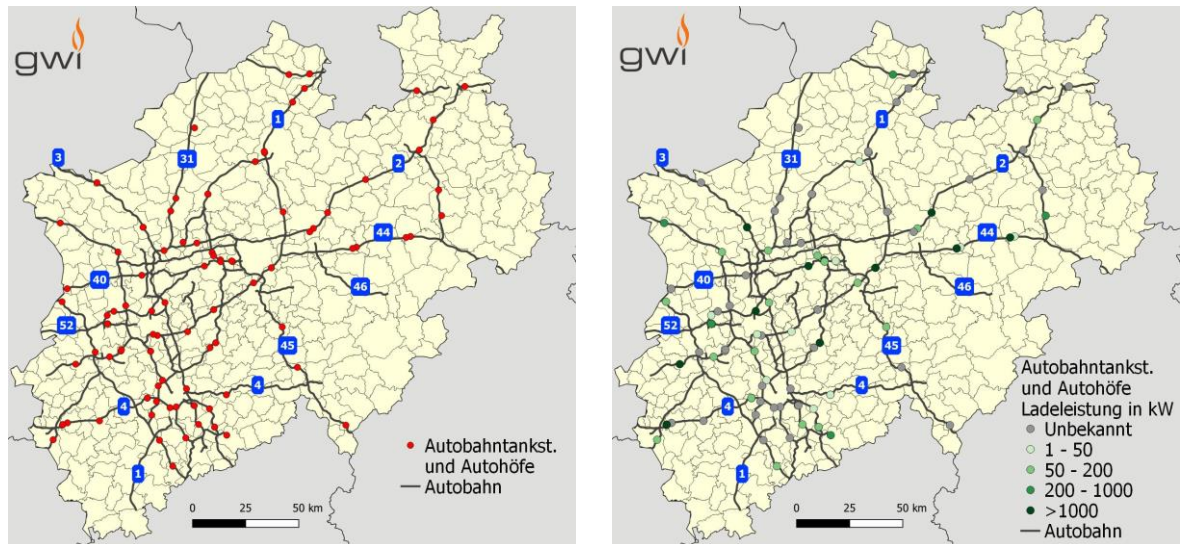 gwi
1
3
31
2
44
40
46
52
45
4
4
1
Autobahntankst.
und Autohöfe
Autobahn
0 25 50 km
gwi
1
3
31
2
44
40
46
52
45
4
4
1
Autobahntankst.
und Autohöfe
Ladeleistung in kW
Unbekannt
1 - 50
50 - 200
200 - 1000
>1000
Autobahn
0 25 50 km